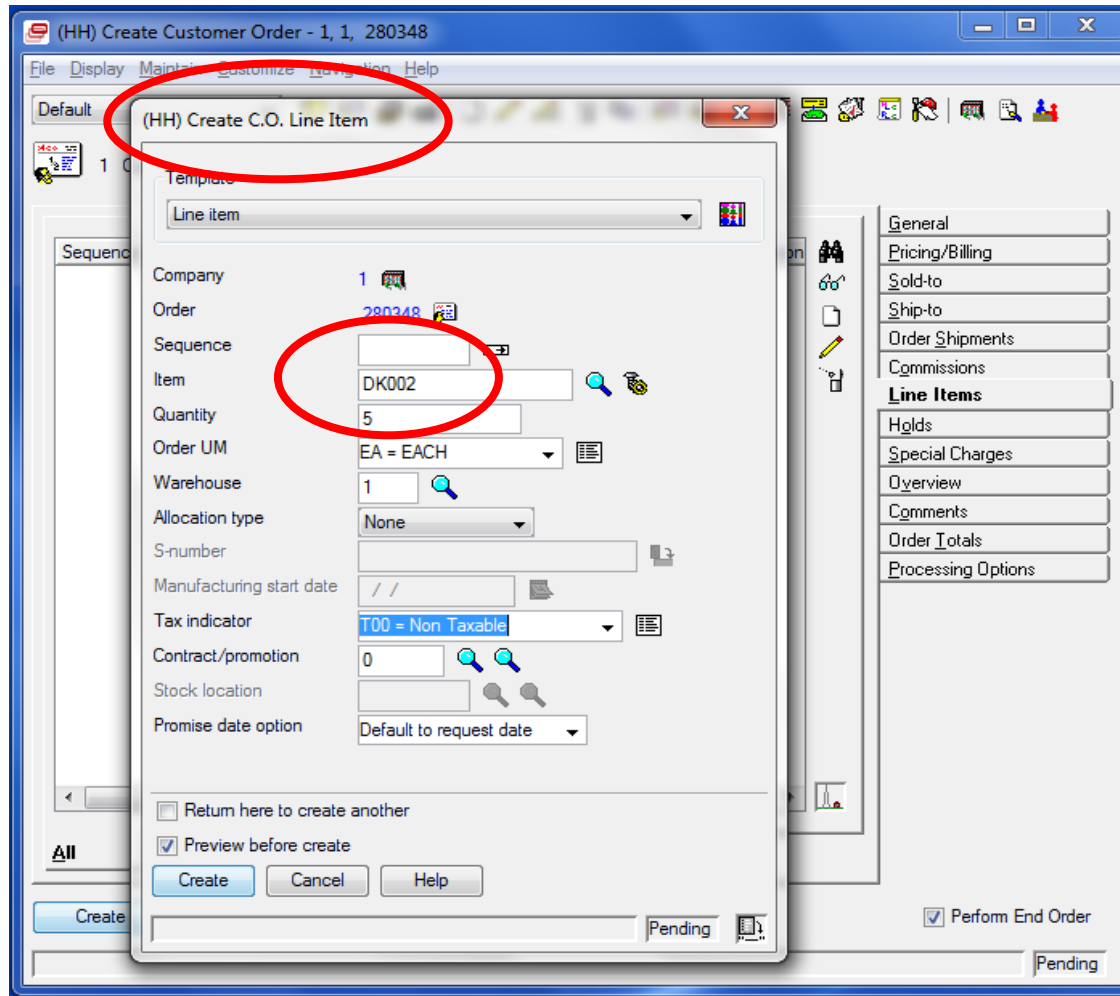 (HH) Create Customer Order - 1, 1, 280348
File Display Maintain Customize Navigation Help
Default
(HH) Create C.O. Line Item
1
Template
Line item
Company 1
Order 280348
Sequence
Item DK002
Quantity 5
Order UM EA = EACH
Warehouse 1
Allocation type None
S-number
Manufacturing start date / /
Tax indicator T00 = Non Taxable
Contract/promotion 0
Stock location
Promise date option Default to request date
Return here to create another
Preview before create
Create Cancel Help
Pending
All
Create
General
Pricing/Billing
Sold-to
Ship-to
Order Shipments
Commissions
Line Items
Holds
Special Charges
Overview
Comments
Order Totals
Processing Options
Perform End Order
Pending